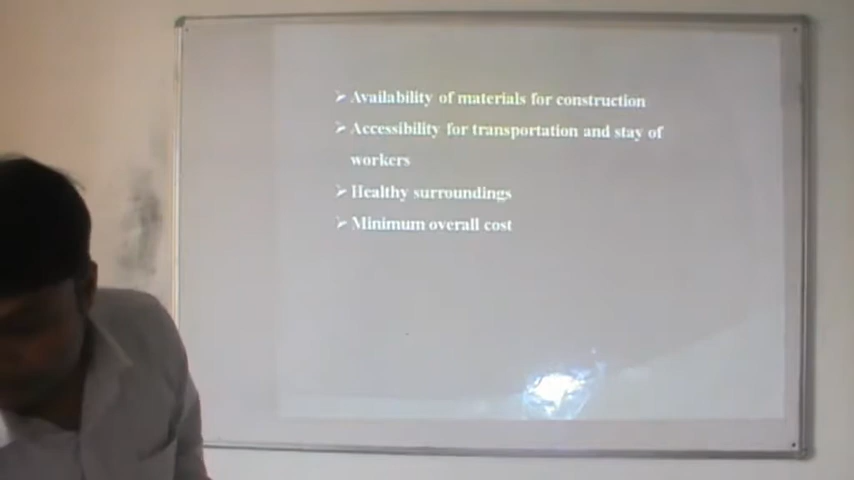 ➢ Availability of materials for construction
➢ Accessibility for transportation and stay of
workers
➢ Healthy surroundings
➢ Minimum overall cost